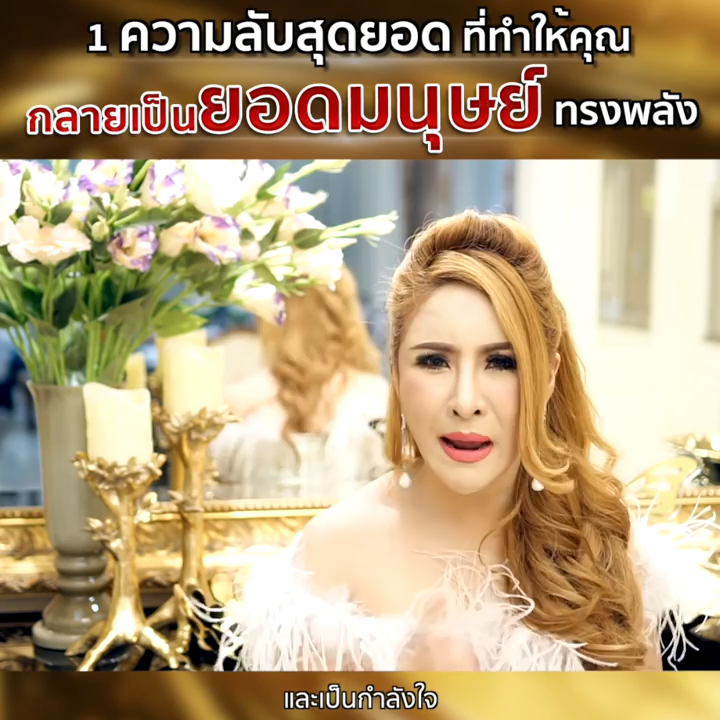 1 ความลับสุดยอด ที่ทำให้คุณ
กลายเป็นยอดมนุษย์ ทรงพลัง
และเป็นกำลังใจ